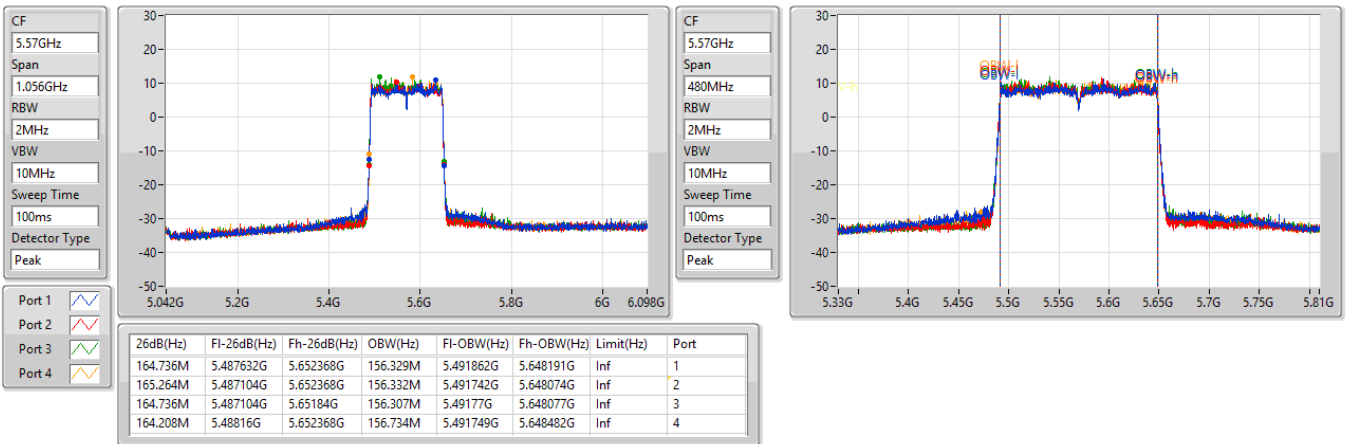 CF
5.57GHz
Span
1.056GHz
RBW
2MHz
VBW
10MHz
Sweep Time
100ms
Detector Type
Peak
30
20
10
0
-10
-20
-30
-40
-50
5.042G 5.2G 5.4G 5.6G 5.8G 6G 6.098G
CF
5.57GHz
Span
480MHz
RBW
2MHz
VBW
10MHz
Sweep Time
100ms
Detector Type
Peak
30
20
10
0
-10
-20
-30
-40
-50
OBW-l
OBW-h
5.33G 5.4G 5.45G 5.5G 5.55G 5.6G 5.65G 5.7G 5.75G 5.81G
Port 1
Port 2
Port 3
Port 4
26dB(Hz) Fl-26dB(Hz) Fh-26dB(Hz) OBW(Hz) Fl-OBW(Hz) Fh-OBW(Hz) Limit(Hz) Port
164.736M 5.487632G 5.652368G 156.329M 5.491862G 5.648191G Inf 1
165.264M 5.487104G 5.652368G 156.332M 5.491742G 5.648074G Inf 2
164.736M 5.487104G 5.65184G 156.307M 5.49177G 5.648077G Inf 3
164.208M 5.48816G 5.652368G 156.734M 5.491749G 5.648482G Inf 4